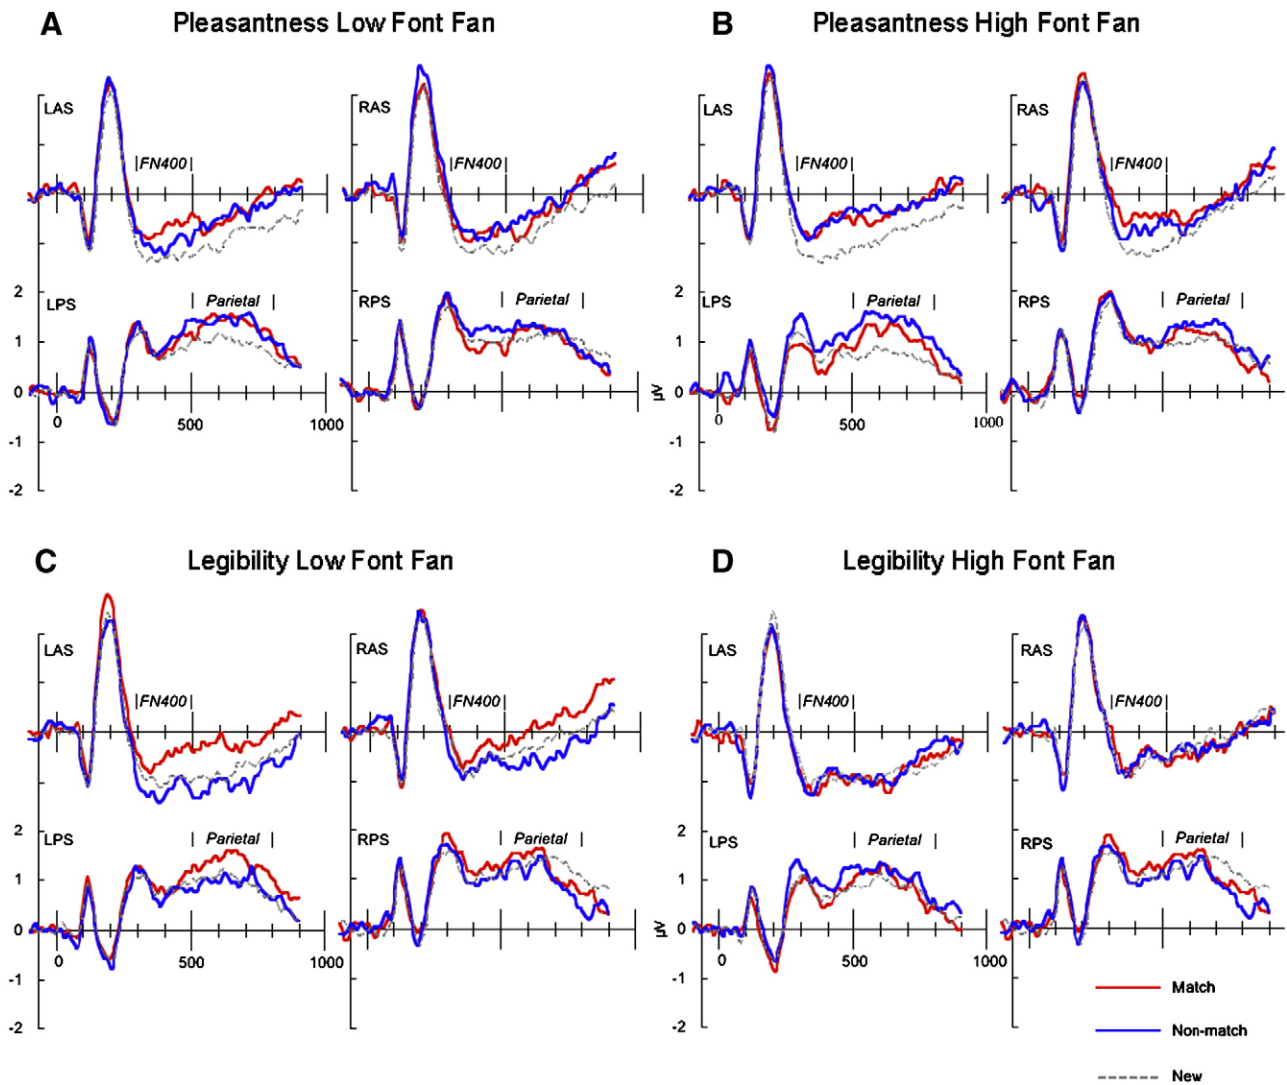 A Pleasantness Low Font Fan
B Pleasantness High Font Fan
LAS
RAS
LAS
RAS
|FN400|
|FN400|
|FN400|
|FN400|
2
LPS
| Parietal |
RPS
| Parietal |
2
LPS
| Parietal |
RPS
| Parietal |
1
1
0
µV
0
0
500
1000
0
500
1000
-1
-1
-2
-2
C Legibility Low Font Fan
D Legibility High Font Fan
LAS
RAS
LAS
RAS
|FN400|
|FN400|
|FN400|
|FN400|
2
LPS
| Parietal |
RPS
| Parietal |
2
LPS
| Parietal |
RPS
| Parietal |
1
1
0
µV
0
0
500
1000
0
500
1000
-1
-1
Match
-2
-2
Non-match
New